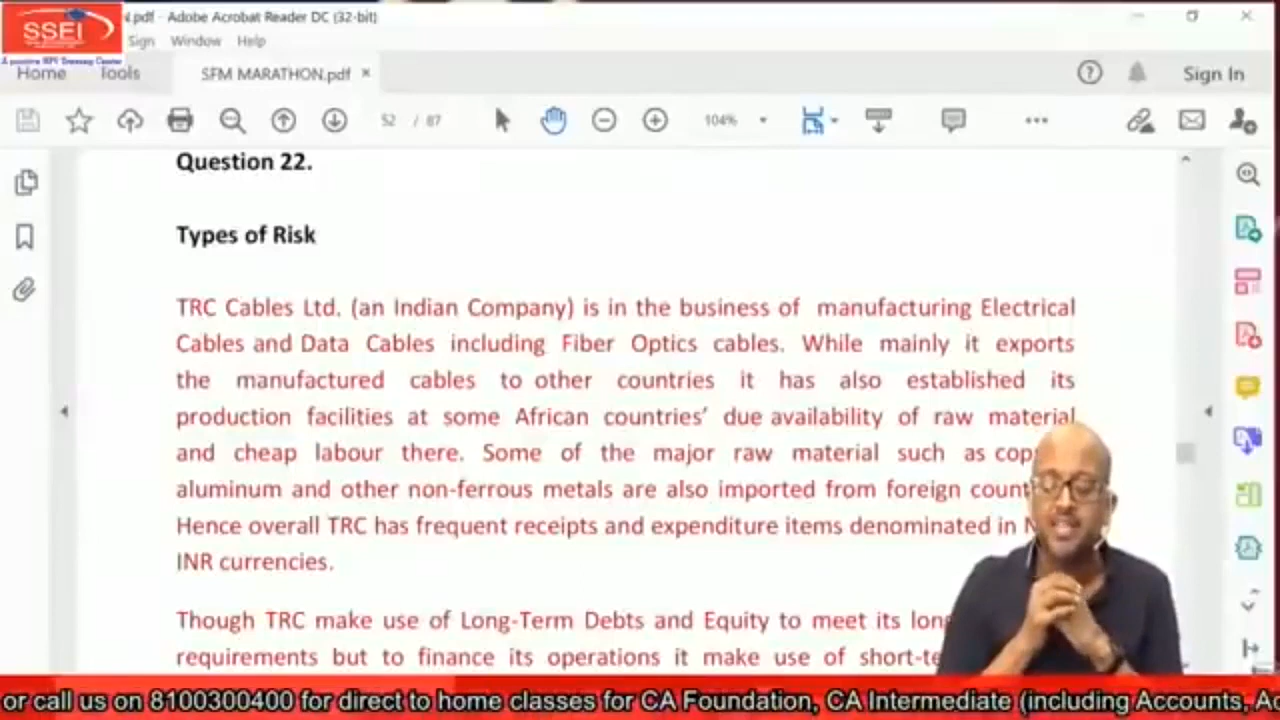 SSEI
.pdf - Adobe Acrobat Reader DC (32-bit)
Sign Window Help
Home Tools SFM MARATHON.pdf × Sign In
52 / 87 104%
Question 22.
Types of Risk
TRC Cables Ltd. (an Indian Company) is in the business of manufacturing Electrical
Cables and Data Cables including Fiber Optics cables. While mainly it exports
the manufactured cables to other countries it has also established its
production facilities at some African countries’ due availability of raw material
and cheap labour there. Some of the major raw material such as
aluminum and other non-ferrous metals are also imported from foreign
Hence overall TRC has frequent receipts and expenditure items denominated in
INR currencies.
Though TRC make use of Long-Term Debts and Equity to meet its
requirements but to finance its operations it make use of
or call us on 8100300400 for direct to home classes for CA Foundation, CA Intermediate (including Accounts,